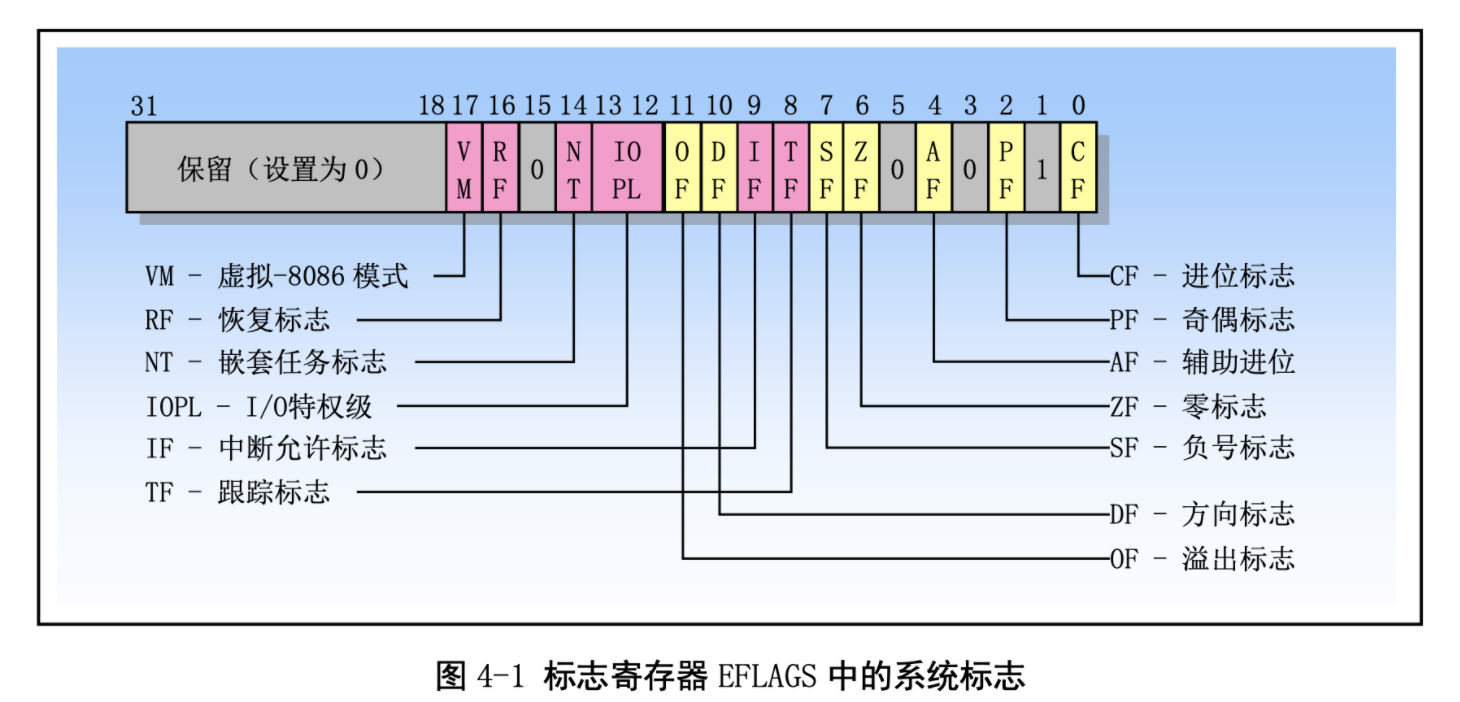 31 18 17 16 15 14 13 12 11 10 9 8 7 6 5 4 3 2 1 0
保留（设置为0） VM RF 0 NT IOPL OF DF IF TF SF ZF 0 AF 0 PF 1 CF
VM - 虚拟-8086 模式
RF - 恢复标志
NT - 嵌套任务标志
IOPL - I/O特权级
IF - 中断允许标志
TF - 跟踪标志
CF - 进位标志
PF - 奇偶标志
AF - 辅助进位
ZF - 零标志
SF - 负号标志
DF - 方向标志
OF - 溢出标志
图 4-1 标志寄存器 EFLAGS 中的系统标志